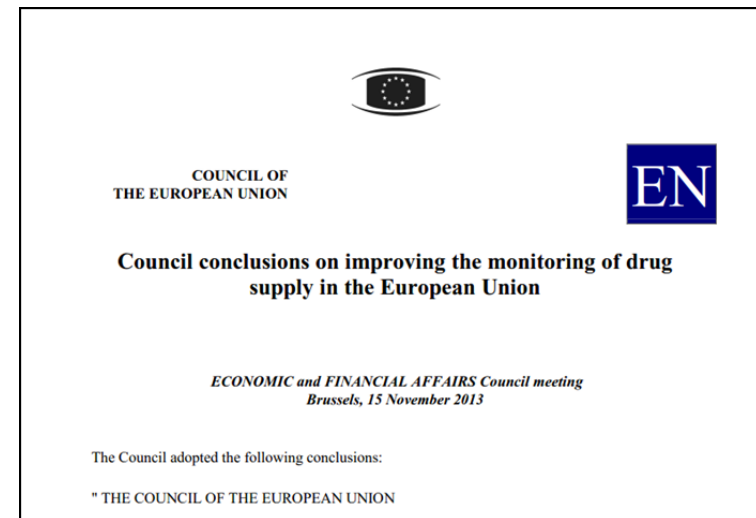 COUNCIL OF
THE EUROPEAN UNION
EN
Council conclusions on improving the monitoring of drug
supply in the European Union
ECONOMIC and FINANCIAL AFFAIRS Council meeting
Brussels, 15 November 2013
The Council adopted the following conclusions:
" THE COUNCIL OF THE EUROPEAN UNION